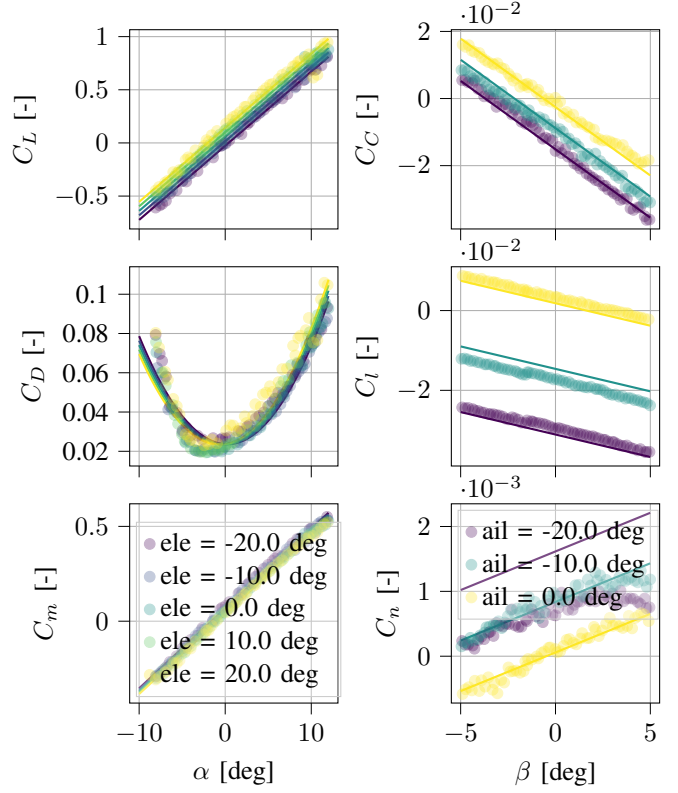 1
0.5
0
−0.5
C_L [-]
·10^−2
2
0
−2
C_C [-]
0.1
0.08
0.06
0.04
0.02
C_D [-]
·10^−2
0
−2
C_l [-]
0.5
0
C_m [-]
ele = -20.0 deg
ele = -10.0 deg
ele = 0.0 deg
ele = 10.0 deg
ele = 20.0 deg
−10 0 10
α [deg]
·10^−3
2
1
0
C_n [-]
ail = -20.0 deg
ail = -10.0 deg
ail = 0.0 deg
−5 0 5
β [deg]